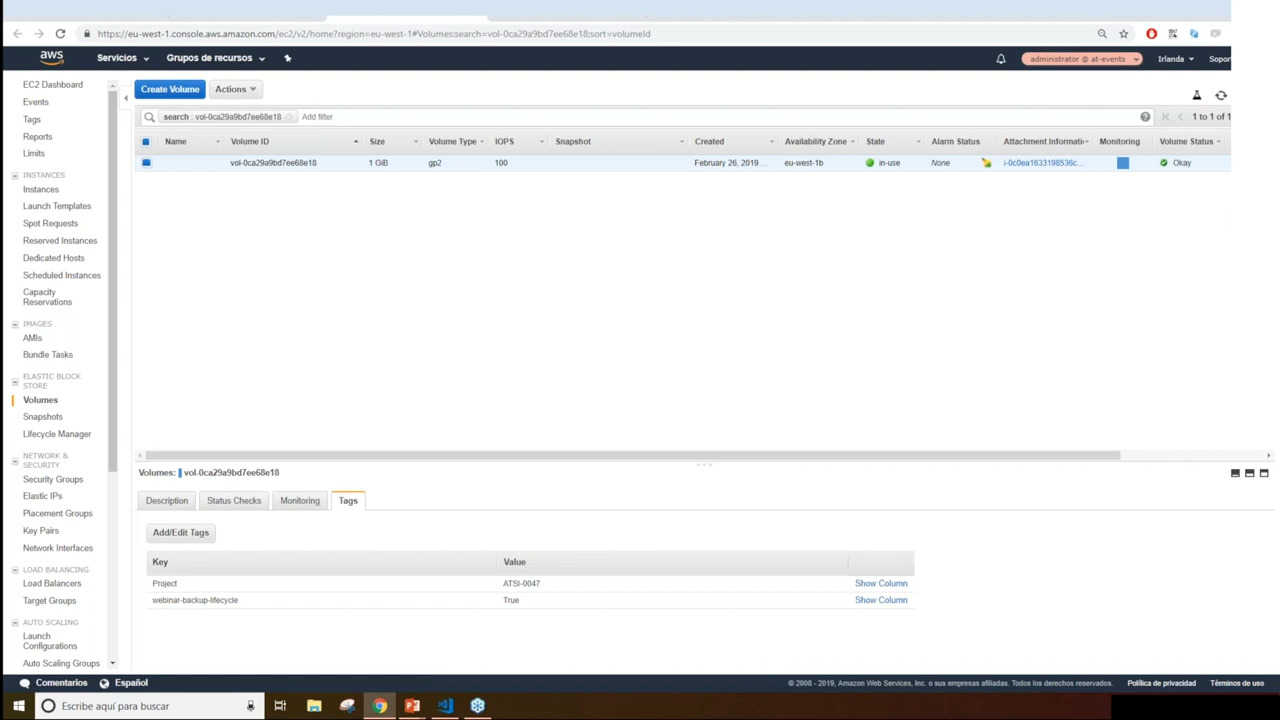 https://eu-west-1.console.aws.amazon.com/ec2/v2/home?region=eu-west-1#Volumes:search=vol-0ca29a9bd7ee68e18;sort=volumeId
aws Servicios Grupos de recursos administrator @ at-events Irlanda Sopor
EC2 Dashboard
Events
Tags
Reports
Limits
INSTANCES
Instances
Launch Templates
Spot Requests
Reserved Instances
Dedicated Hosts
Scheduled Instances
Capacity
Reservations
IMAGES
AMIs
Bundle Tasks
ELASTIC BLOCK
STORE
Volumes
Snapshots
Lifecycle Manager
NETWORK &
SECURITY
Security Groups
Elastic IPs
Placement Groups
Key Pairs
Network Interfaces
LOAD BALANCING
Load Balancers
Target Groups
AUTO SCALING
Launch
Configurations
Auto Scaling Groups
Create Volume Actions
search : vol-0ca29a9bd7ee68e18 Add filter 1 to 1 of 1
Name Volume ID Size Volume Type IOPS Snapshot Created Availability Zone State Alarm Status Attachment Informati Monitoring Volume Status
vol-0ca29a9bd7ee68e18 1 GiB gp2 100 February 26, 2019 ... eu-west-1b in-use None i-0c0ea1633198536c... Okay
Volumes: vol-0ca29a9bd7ee68e18
Description Status Checks Monitoring Tags
Add/Edit Tags
Key Value
Project ATSI-0047 Show Column
webinar-backup-lifecycle True Show Column
Comentarios Español © 2008 - 2019, Amazon Web Services, Inc. o sus empresas afiliadas. Todos los derechos reservados. Política de privacidad Términos de uso
Escribe aquí para buscar